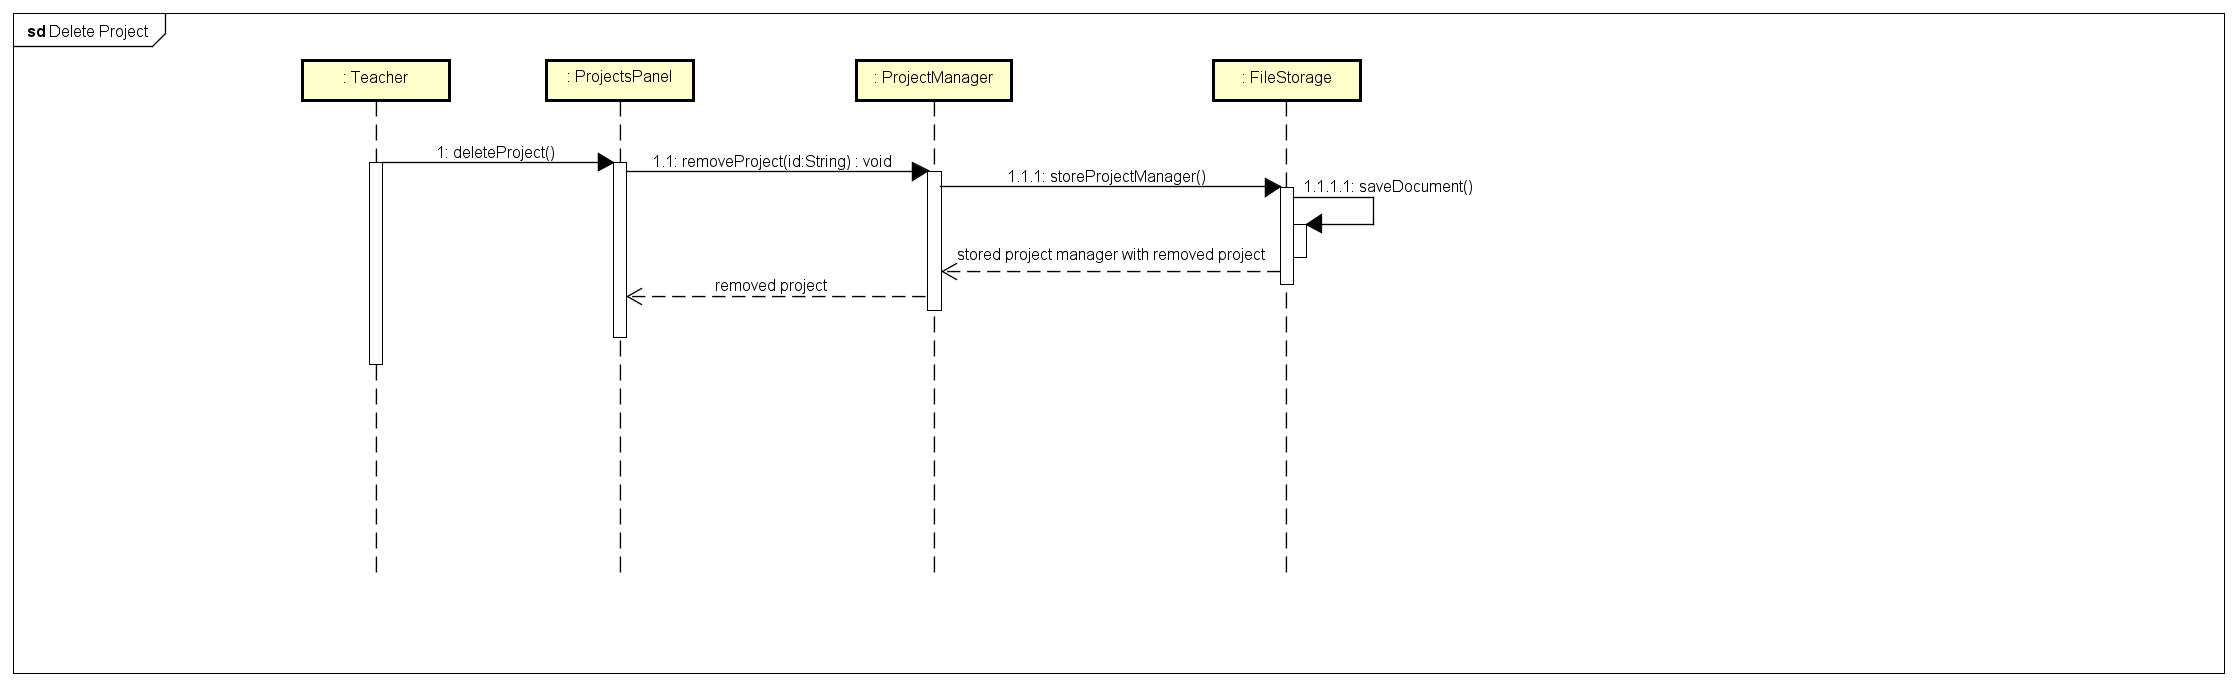 sd Delete Project
: Teacher
: ProjectsPanel
: ProjectManager
: FileStorage
1: deleteProject()
1.1: removeProject(id:String) : void
1.1.1: storeProjectManager()
1.1.1.1: saveDocument()
stored project manager with removed project
removed project